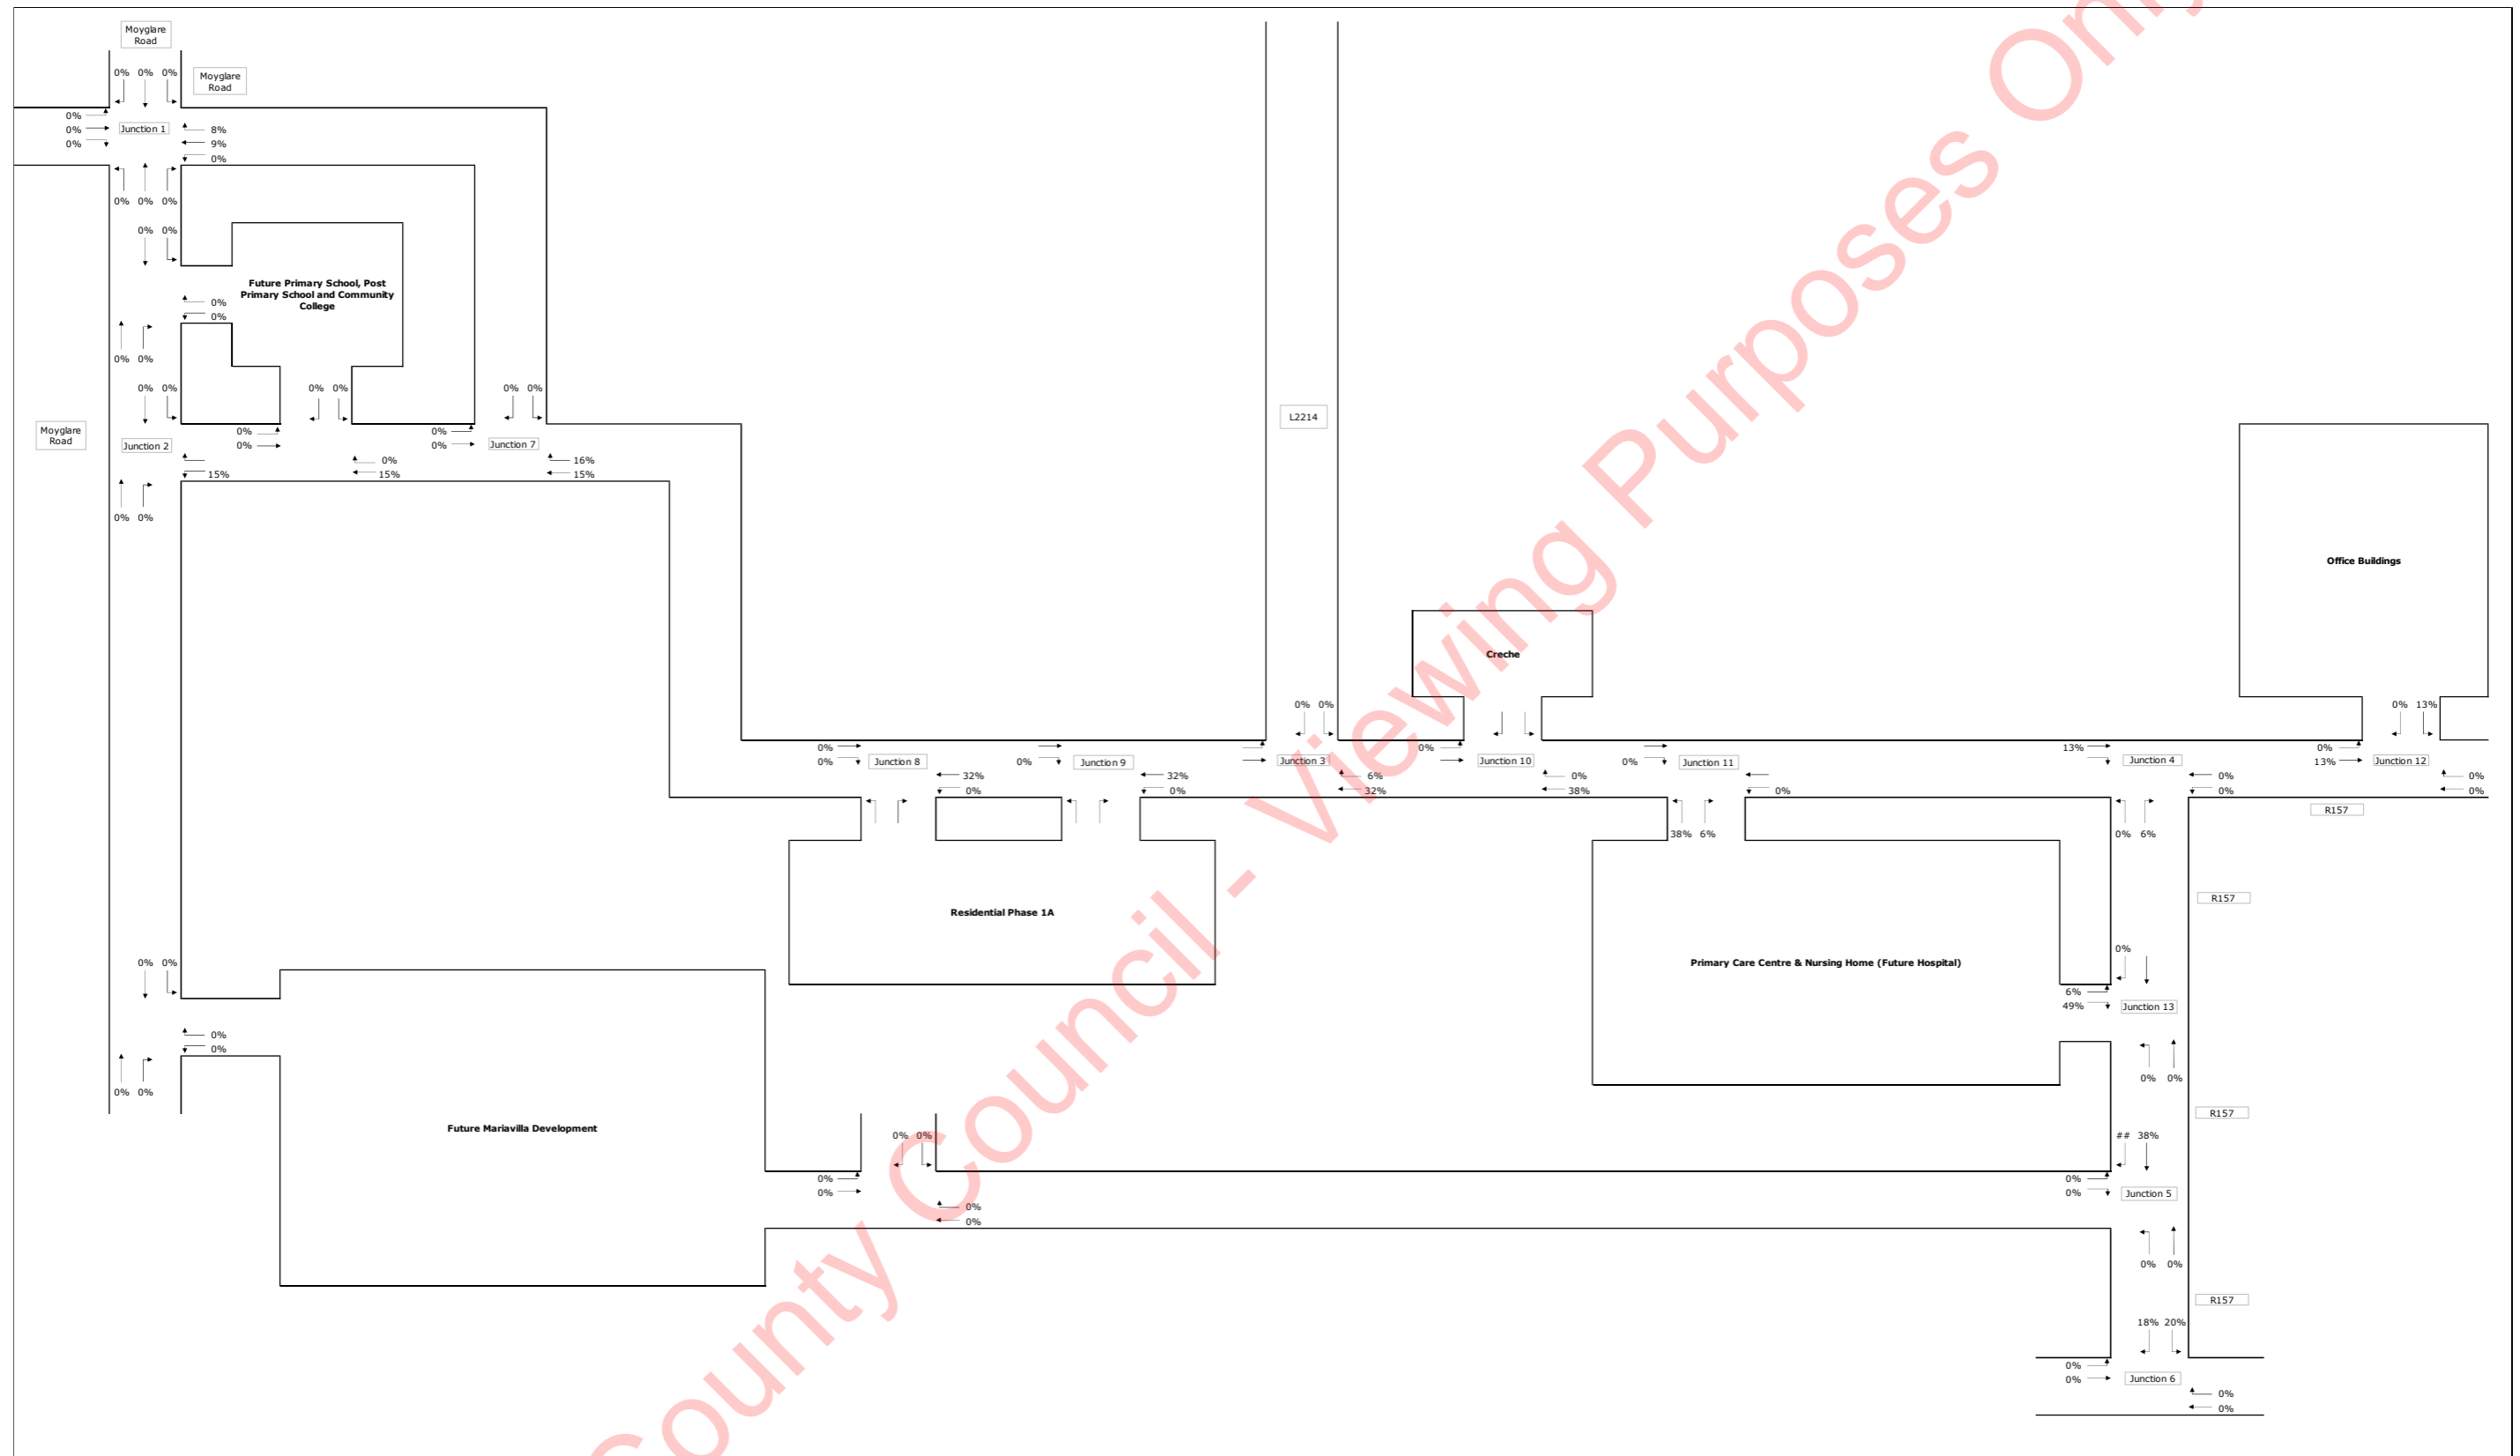 Moyglare
Road
0% 0% 0%
Moyglare
Road
0%
0%
0%
Junction 1
8%
9%
0%
0% 0% 0%
0% 0%
Future Primary School, Post
Primary School and Community
College
0%
0%
0% 0%
0% 0%
0% 0%
0% 0%
Moyglare
Road
L2214
Junction 2
0%
0%
0%
0%
Junction 7
15%
0%
15%
16%
15%
0% 0%
Office Buildings
Creche
0% 0%
0% 13%
0%
0%
Junction 8
32%
0%
0%
Junction 9
32%
0%
Junction 3
6%
32%
0%
Junction 10
0%
38%
0%
Junction 11
0%
13%
Junction 4
0%
0%
0%
13%
Junction 12
0%
0%
R157
38% 6%
0% 6%
R157
Residential Phase 1A
Primary Care Centre & Nursing Home (Future Hospital)
0% 0%
0%
6%
49%
Junction 13
0%
0%
0% 0%
0% 0%
R157
Future Mariavilla Development
0% 0%
## 38%
0%
0%
0%
0%
0%
0%
Junction 5
0% 0%
R157
18% 20%
0%
0%
Junction 6
0%
0%
County Council - Viewing Purposes Only